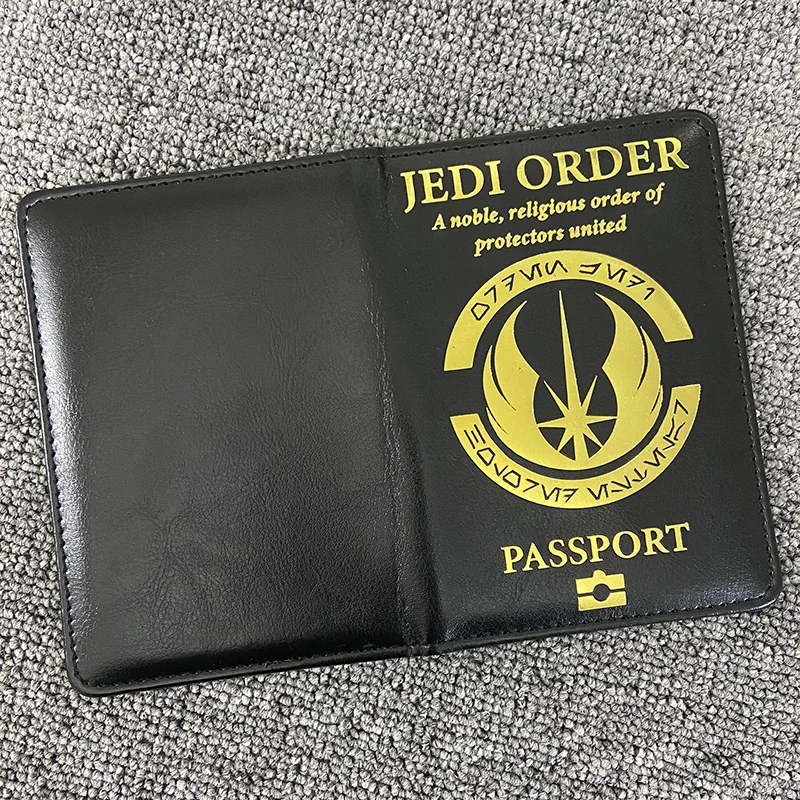 JEDI ORDER
A noble, religious order of
protectors united
PASSPORT